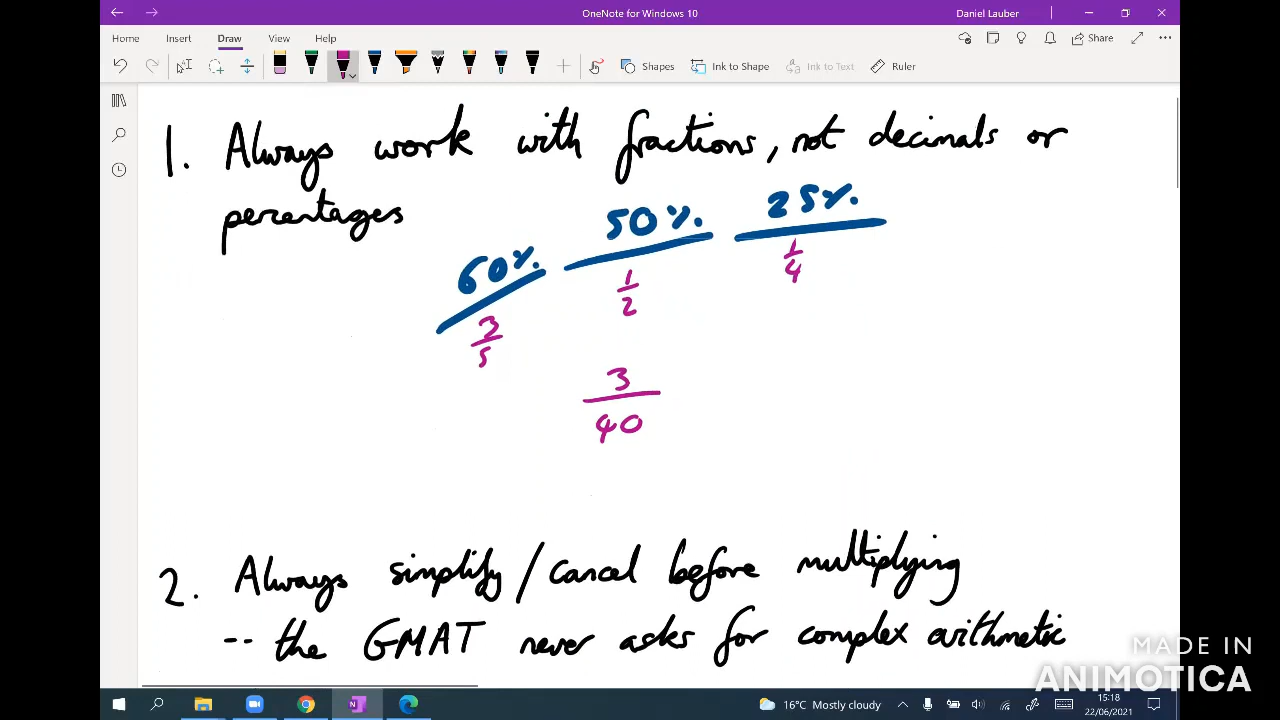 OneNote for Windows 10
Daniel Lauber
Home Insert Draw View Help
Share
Shapes
Ink to Shape
Ink to Text
Ruler
1. Always work with fractions, not decimals or
percentages
60% 50% 25%
3/5 1/2 1/4
3/40
2. Always simplify/cancel before multiplying
-- the GMAT never asks for complex arithmetic
MADE IN
ANIMOTICA
16°C Mostly cloudy
15:18
22/06/2021